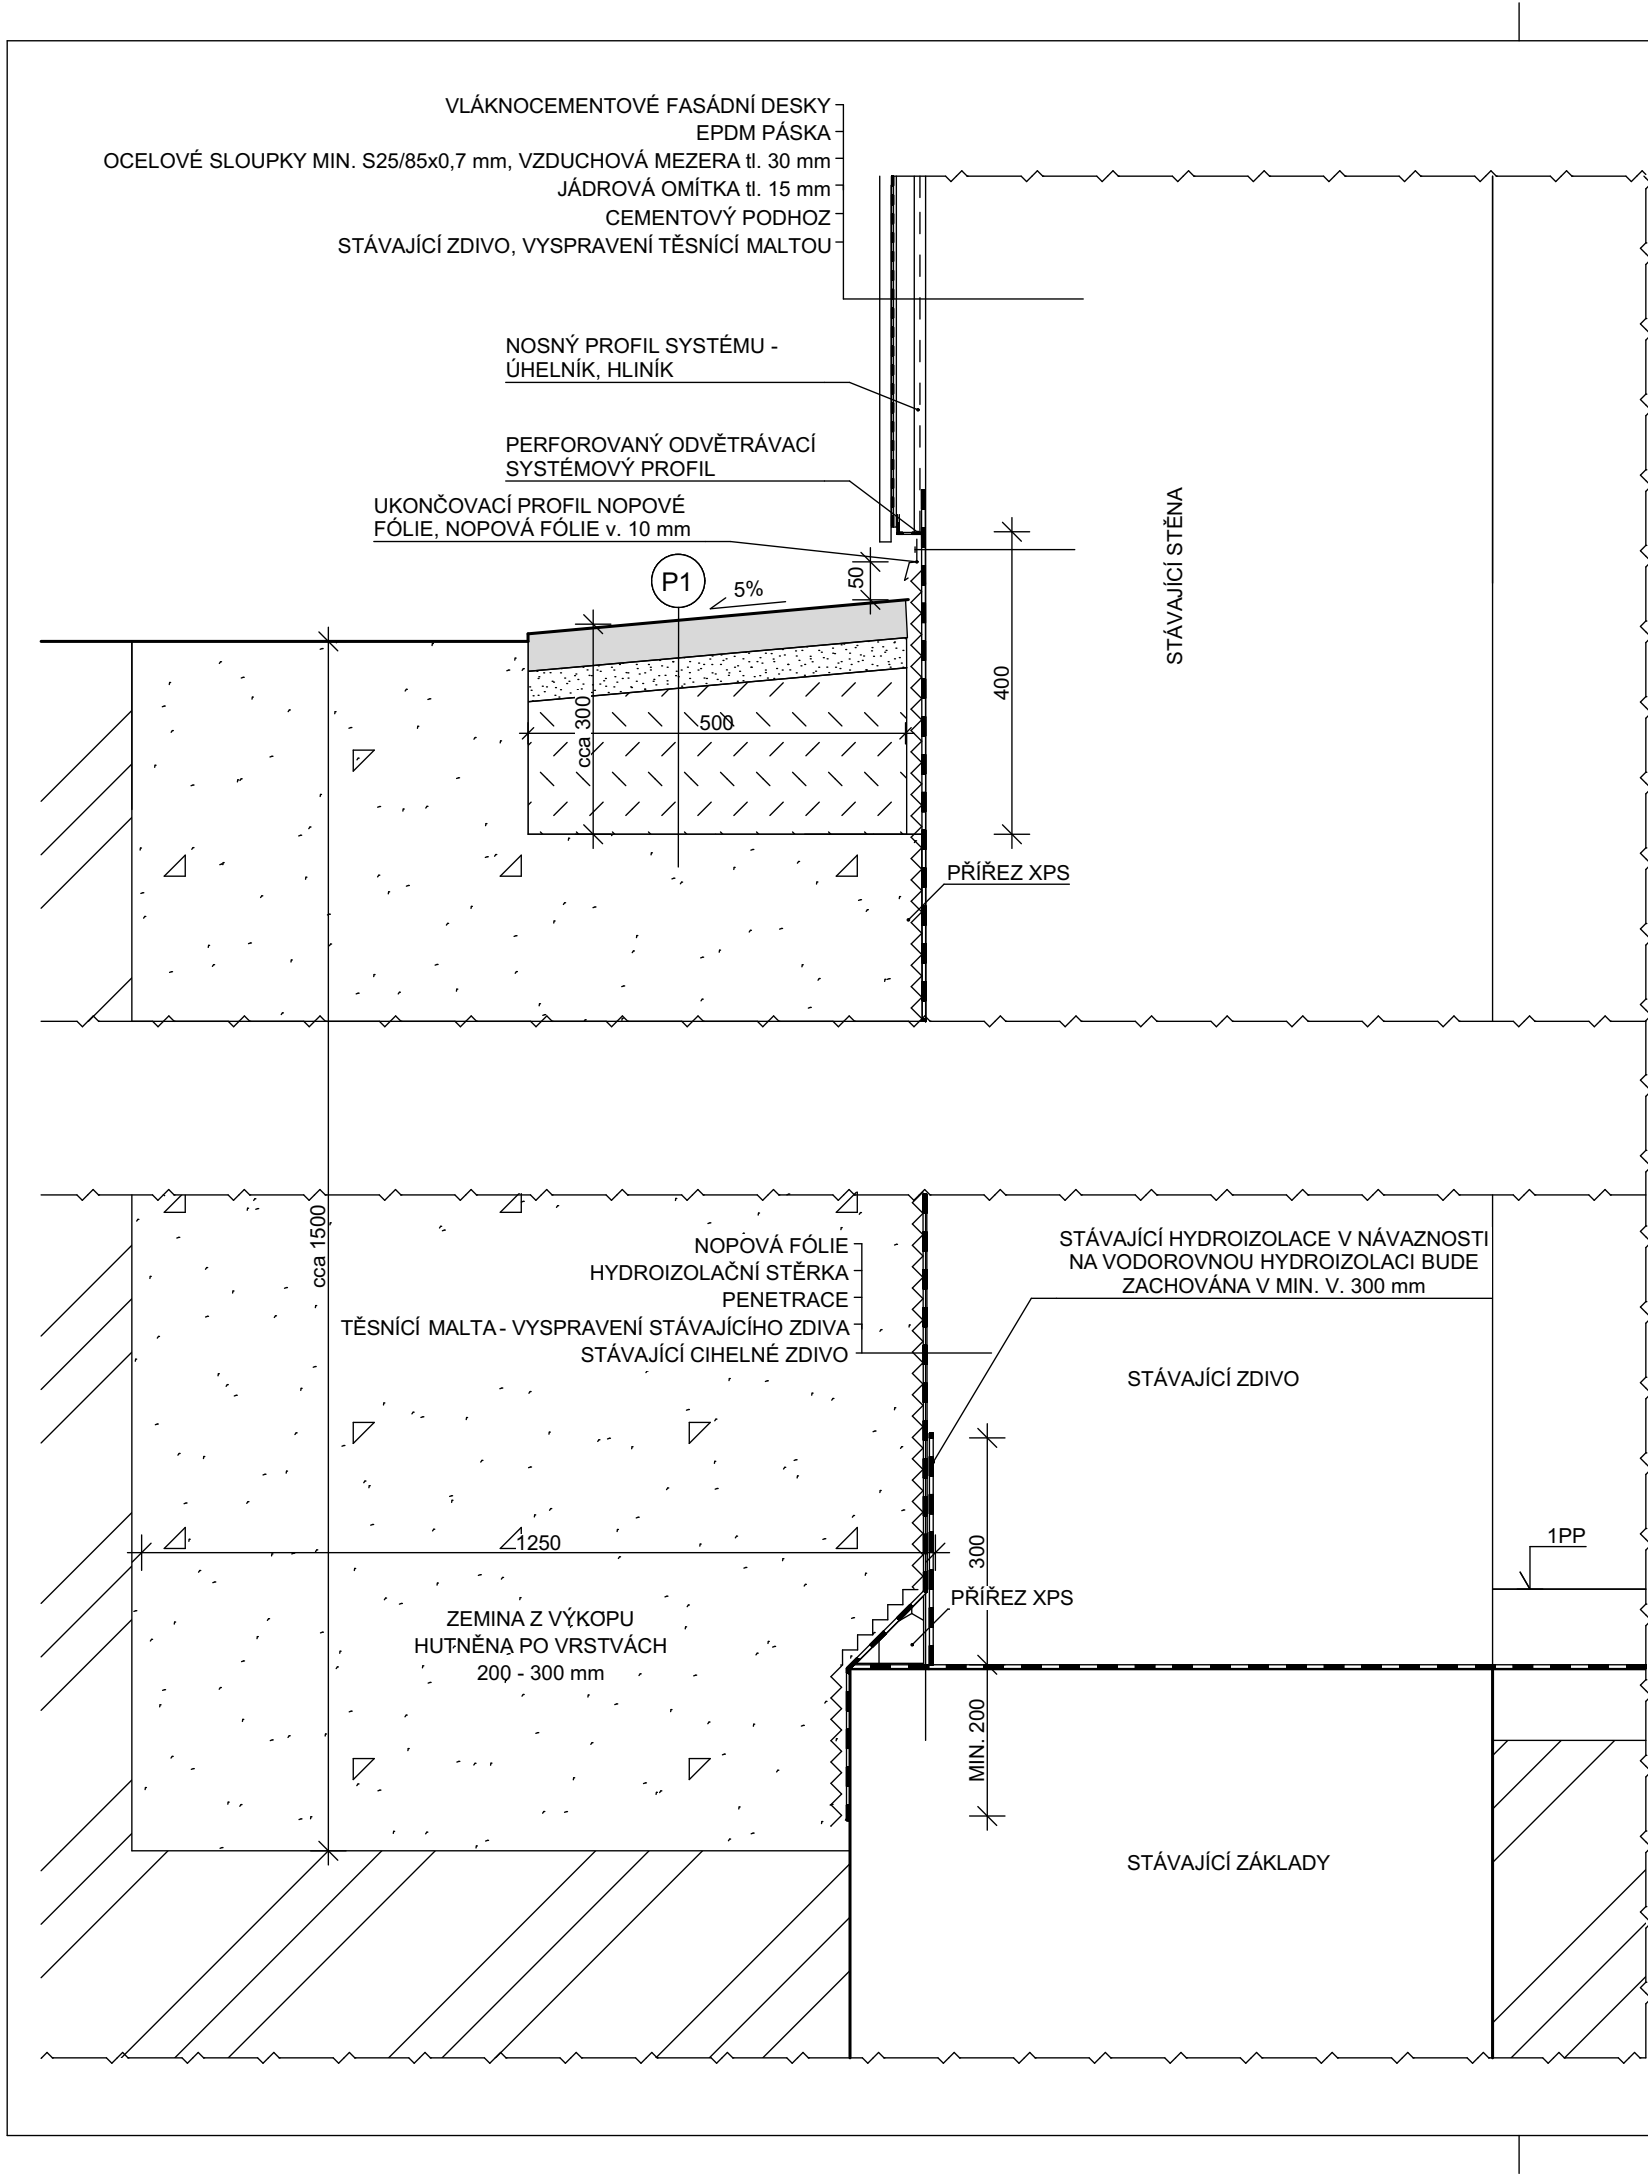 VLÁKNOCEMENTOVÉ FASÁDNÍ DESKY
EPDM PÁSKA
OCELOVÉ SLOUPKY MIN. S25/85x0,7 mm, VZDUCHOVÁ MEZERA tl. 30 mm
JÁDROVÁ OMÍTKA tl. 15 mm
CEMENTOVÝ PODHOZ
STÁVAJÍCÍ ZDIVO, VYSPRAVENÍ TĚSNÍCÍ MALTOU
NOSNÝ PROFIL SYSTÉMU -
ÚHELNÍK, HLINÍK
PERFOROVANÝ ODVĚTRÁVACÍ
SYSTÉMOVÝ PROFIL
UKONČOVACÍ PROFIL NOPOVÉ
FÓLIE, NOPOVÁ FÓLIE v. 10 mm
P1
5%
50
STÁVAJÍCÍ STĚNA
400
cca 300
500
PŘÍŘEZ XPS
cca 1500
NOPOVÁ FÓLIE
HYDROIZOLAČNÍ STĚRKA
PENETRACE
TĚSNÍCÍ MALTA - VYSPRAVENÍ STÁVAJÍCÍHO ZDIVA
STÁVAJÍCÍ CIHELNÉ ZDIVO
STÁVAJÍCÍ HYDROIZOLACE V NÁVAZNOSTI
NA VODOROVNOU HYDROIZOLACI BUDE
ZACHOVÁNA V MIN. V. 300 mm
STÁVAJÍCÍ ZDIVO
1250
300
1PP
PŘÍŘEZ XPS
ZEMINA Z VÝKOPU
HUTNĚNA PO VRSTVÁCH
200 - 300 mm
MIN. 200
STÁVAJÍCÍ ZÁKLADY